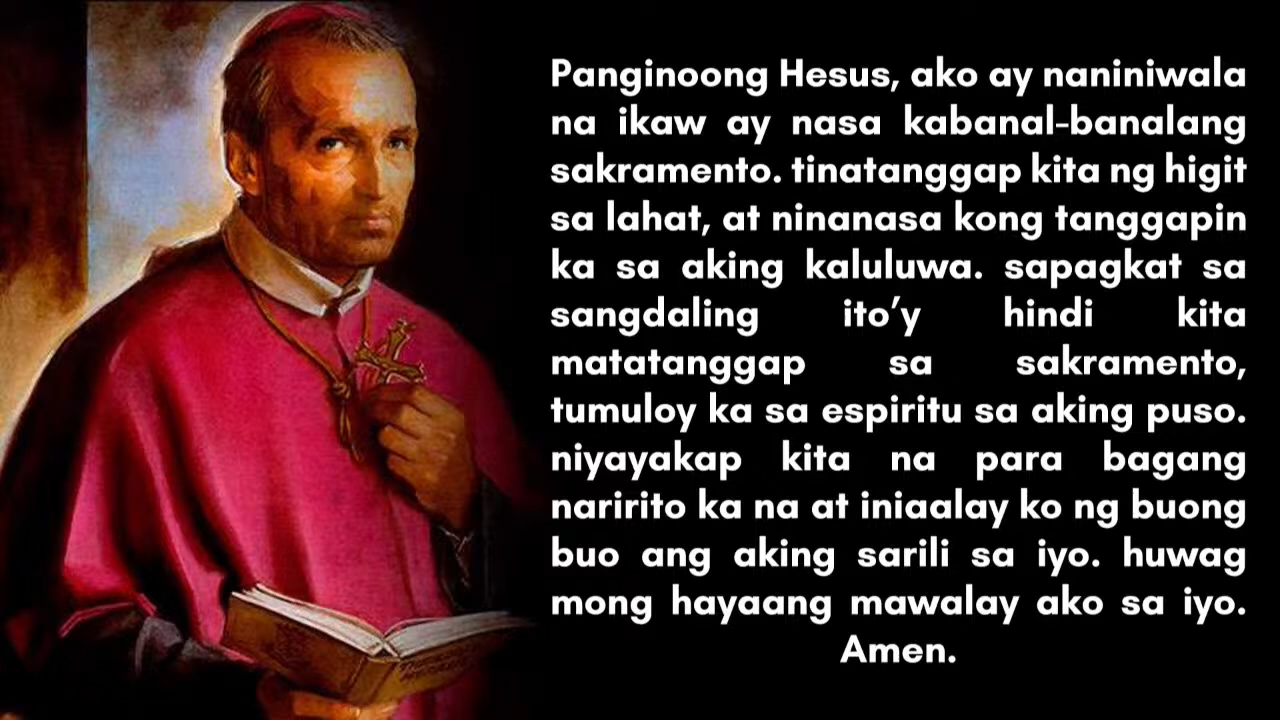 Panginoong Hesus, ako ay naniniwala
na ikaw ay nasa kabanal-banalang
sakramento. tinatanggap kita ng higit
sa lahat, at ninanasa kong tanggapin
ka sa aking kaluluwa. sapagkat sa
sangdaling ito'y hindi kita
matatanggap sa sakramento,
tumuloy ka sa espiritu sa aking puso.
niyayakap kita na para bagang
naririto ka na at iniaalay ko ng buong
buo ang aking sarili sa iyo. huwag
mong hayaang mawalay ako sa iyo.
Amen.